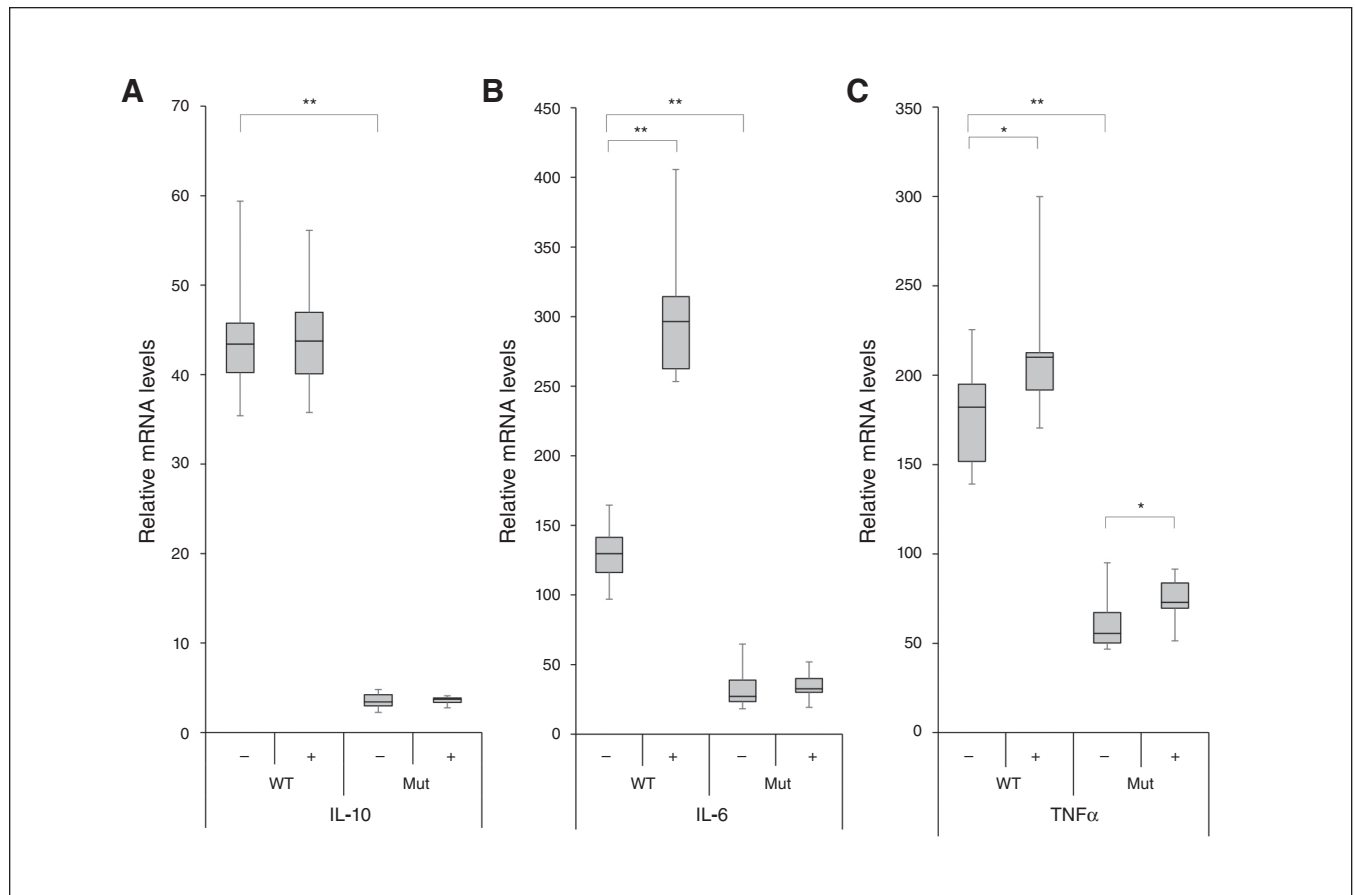 A
B
C
**
**
**
**
*
*
Relative mRNA levels
70
60
50
40
30
20
10
0
– + – +
WT Mut
IL-10
Relative mRNA levels
450
400
350
300
250
200
150
100
50
0
– + – +
WT Mut
IL-6
Relative mRNA levels
350
300
250
200
150
100
50
0
– + – +
WT Mut
TNFα